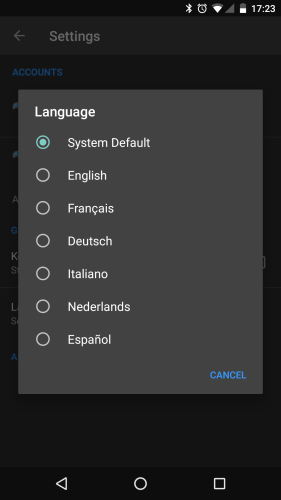 17:23
Settings
ACCOUNTS
Language
System Default
English
Français
Deutsch
Italiano
Nederlands
Español
CANCEL